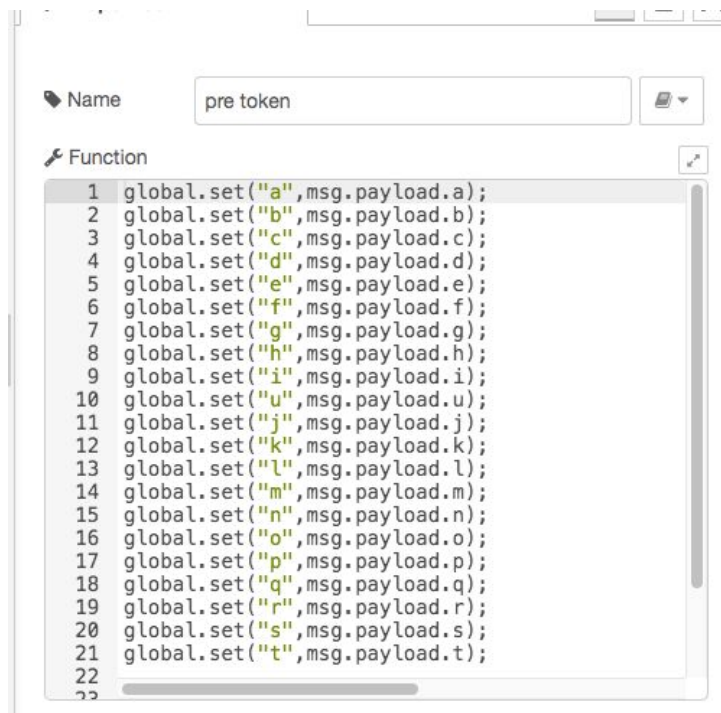 Name
pre token
Function
1 global.set("a",msg.payload.a);
2 global.set("b",msg.payload.b);
3 global.set("c",msg.payload.c);
4 global.set("d",msg.payload.d);
5 global.set("e",msg.payload.e);
6 global.set("f",msg.payload.f);
7 global.set("g",msg.payload.g);
8 global.set("h",msg.payload.h);
9 global.set("i",msg.payload.i);
10 global.set("u",msg.payload.u);
11 global.set("j",msg.payload.j);
12 global.set("k",msg.payload.k);
13 global.set("l",msg.payload.l);
14 global.set("m",msg.payload.m);
15 global.set("n",msg.payload.n);
16 global.set("o",msg.payload.o);
17 global.set("p",msg.payload.p);
18 global.set("q",msg.payload.q);
19 global.set("r",msg.payload.r);
20 global.set("s",msg.payload.s);
21 global.set("t",msg.payload.t);
22
23